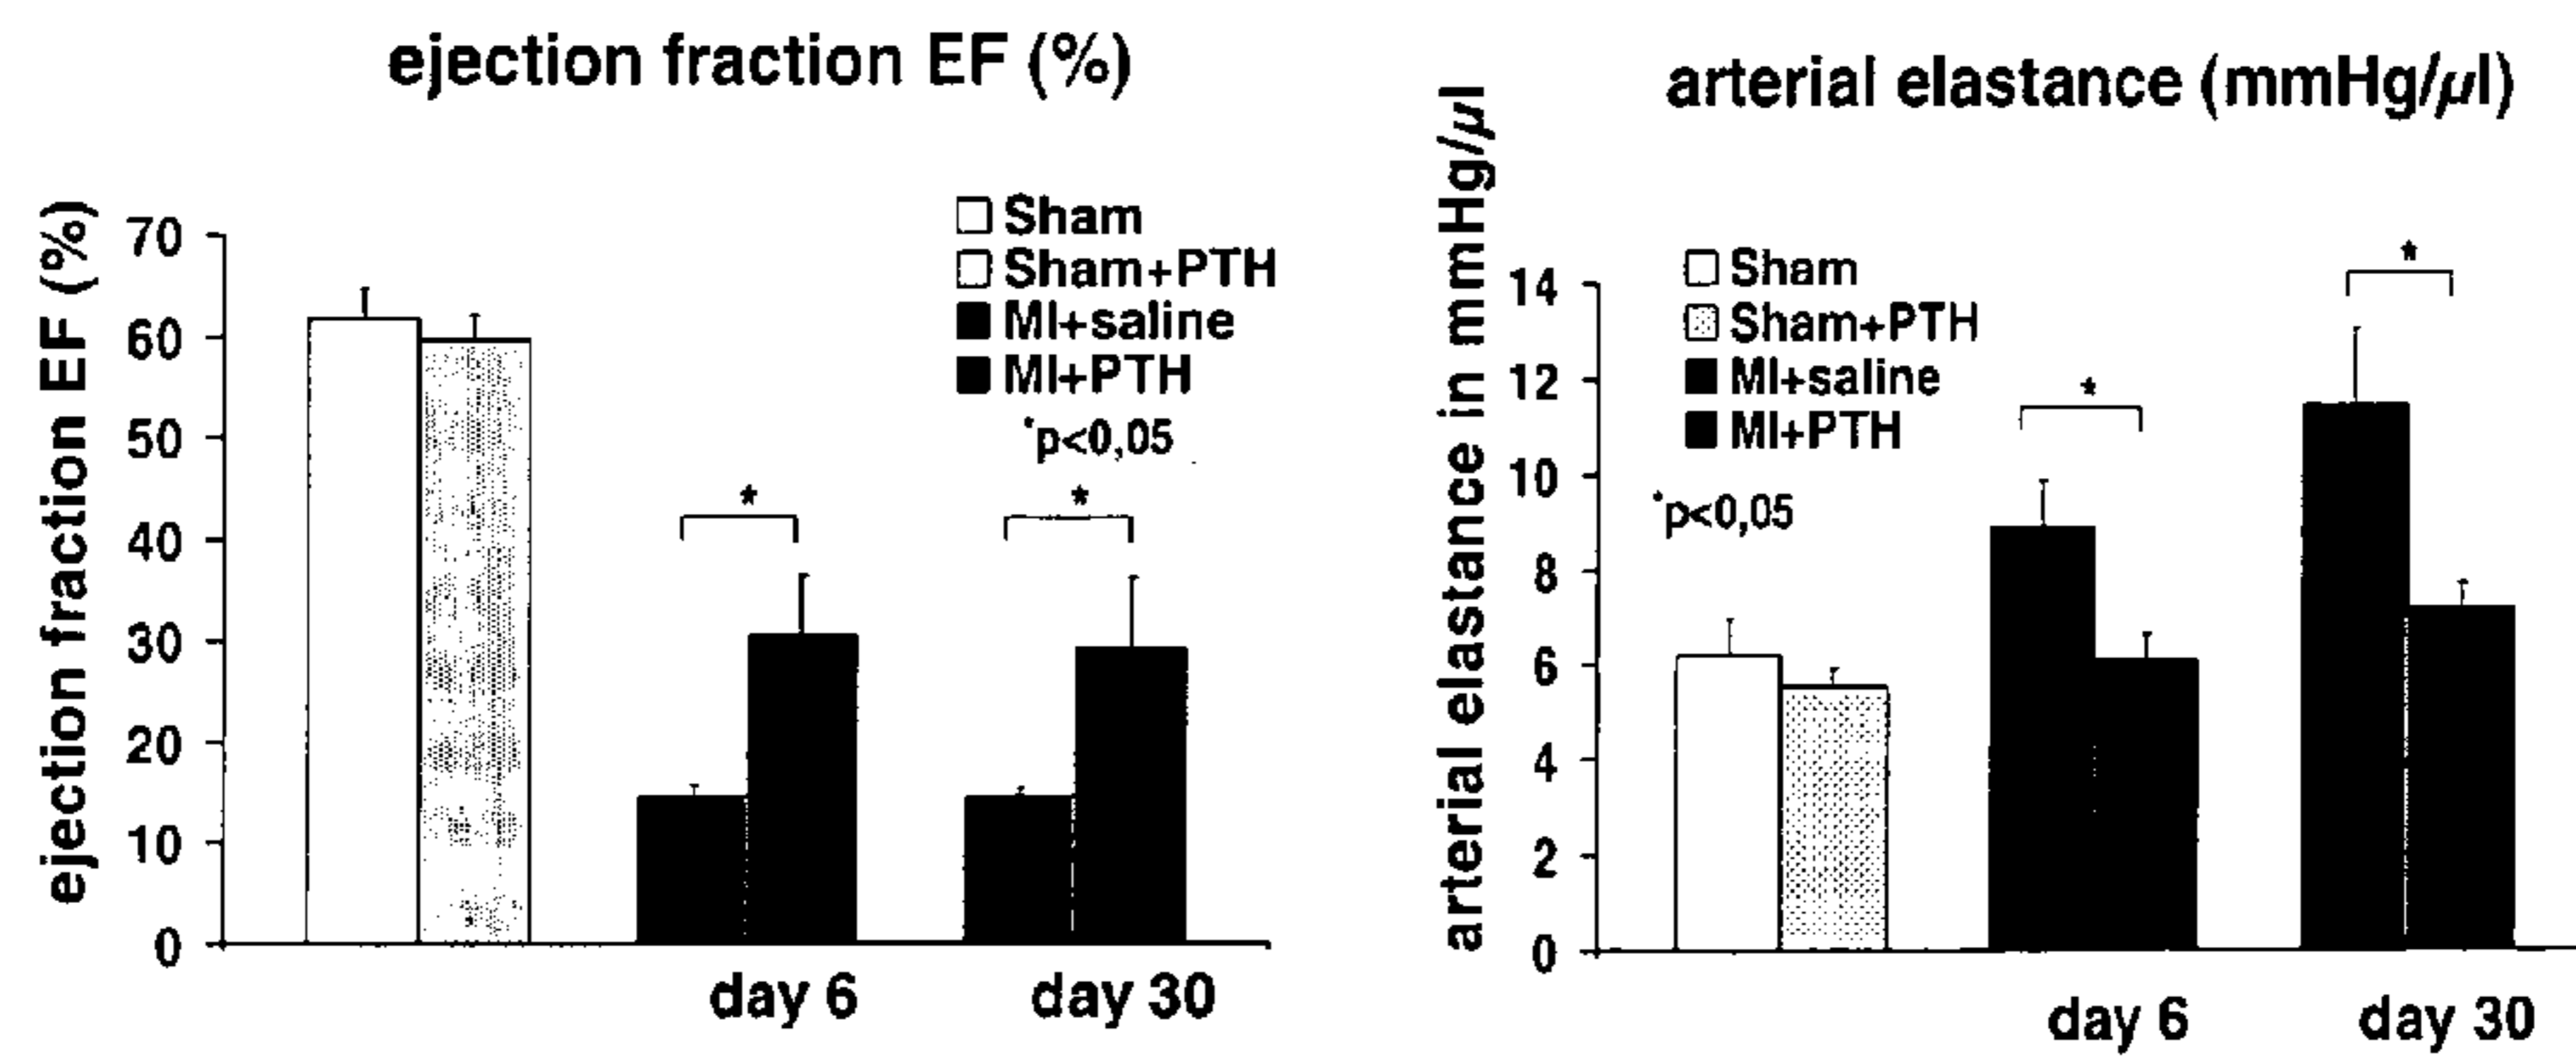 ejection fraction EF (%)
ejection fraction EF (%)
70
60
50
40
30
20
10
0
Sham
Sham+PTH
MI+saline
MI+PTH
*p<0,05
*
*
day 6
day 30
arterial elastance (mmHg/µl)
arterial elastance in mmHg/µl
14
12
10
8
6
4
2
0
Sham
Sham+PTH
MI+saline
MI+PTH
*p<0,05
*
*
day 6
day 30